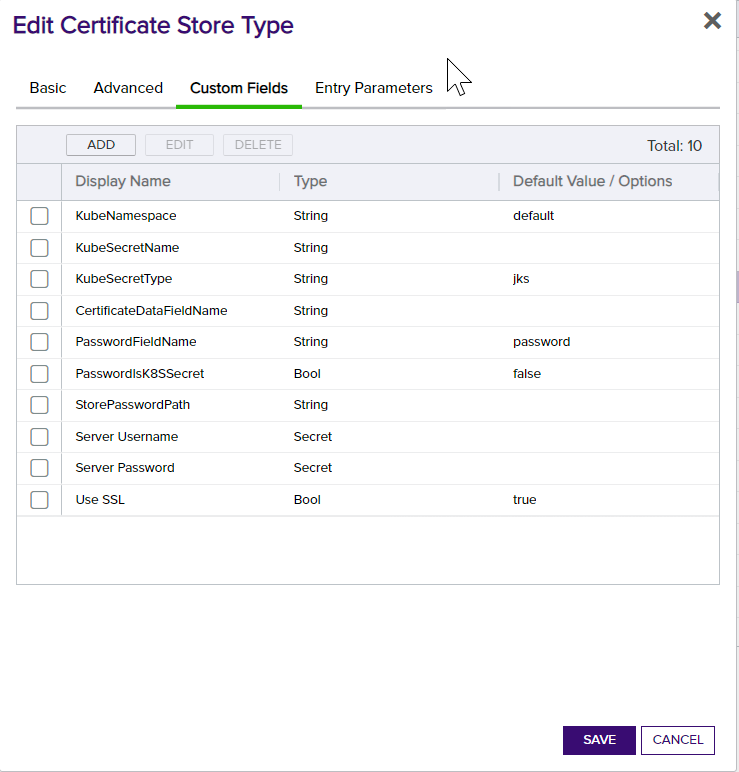 Edit Certificate Store Type
Basic Advanced Custom Fields Entry Parameters
ADD EDIT DELETE Total: 10
Display Name Type Default Value / Options
KubeNamespace String default
KubeSecretName String
KubeSecretType String jks
CertificateDataFieldName String
PasswordFieldName String password
PasswordIsK8SSecret Bool false
StorePasswordPath String
Server Username Secret
Server Password Secret
Use SSL Bool true
SAVE CANCEL